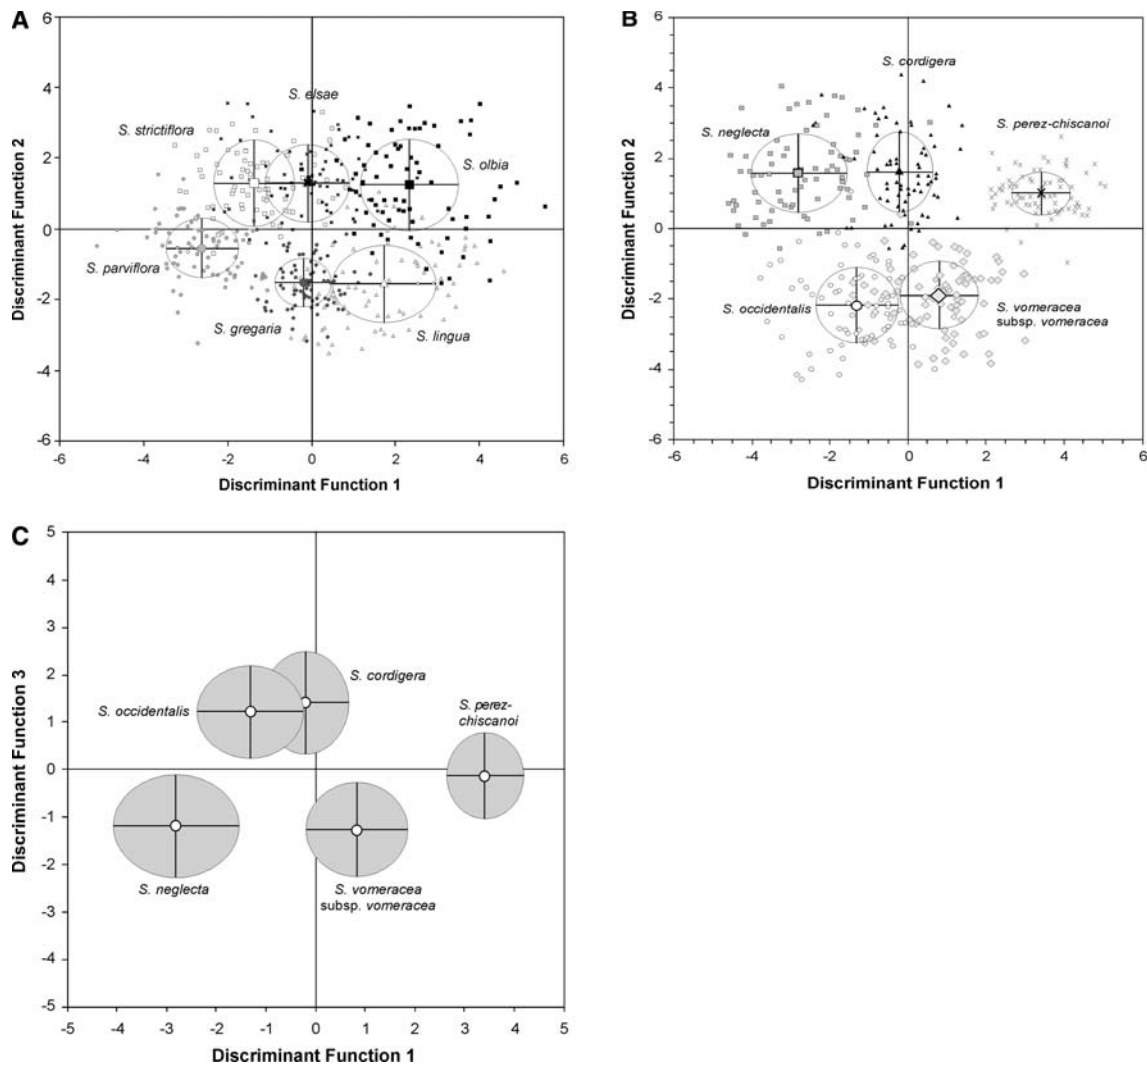 A
6
4
2
0
-2
-4
-6
-6 -4 -2 0 2 4 6
Discriminant Function 2
Discriminant Function 1
S. elsae
S. strictiflora
S. olbia
S. parviflora
S. gregaria
S. lingua
B
6
4
2
0
-2
-4
-6
-6 -4 -2 0 2 4 6
Discriminant Function 2
Discriminant Function 1
S. cordigera
S. neglecta
S. perez-chiscanoi
S. occidentalis
S. vomeracea
subsp. vomeracea
C
5
4
3
2
1
0
-1
-2
-3
-4
-5
-5 -4 -3 -2 -1 0 1 2 3 4 5
Discriminant Function 3
Discriminant Function 1
S. cordigera
S. occidentalis
S. perez-
chiscanoi
S. neglecta
S. vomeracea
subsp. vomeracea